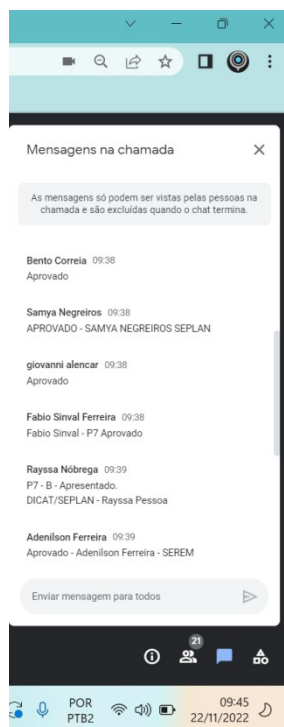 Mensagens na chamada
As mensagens só podem ser vistas pelas pessoas na
chamada e são excluídas quando o chat termina.
Bento Correia 09:38
Aprovado
Samya Negreiros 09:38
APROVADO - SAMYA NEGREIROS SEPLAN
giovanni alencar 09:38
Aprovado
Fabio Sinval Ferreira 09:38
Fabio Sinval - P7 Aprovado
Rayssa Nóbrega 09:39
P7 - B - Apresentado.
DICAT/SEPLAN - Rayssa Pessoa
Adenilson Ferreira 09:39
Aprovado - Adenilson Ferreira - SEREM
Enviar mensagem para todos
21
POR 09:45
PTB2 22/11/2022